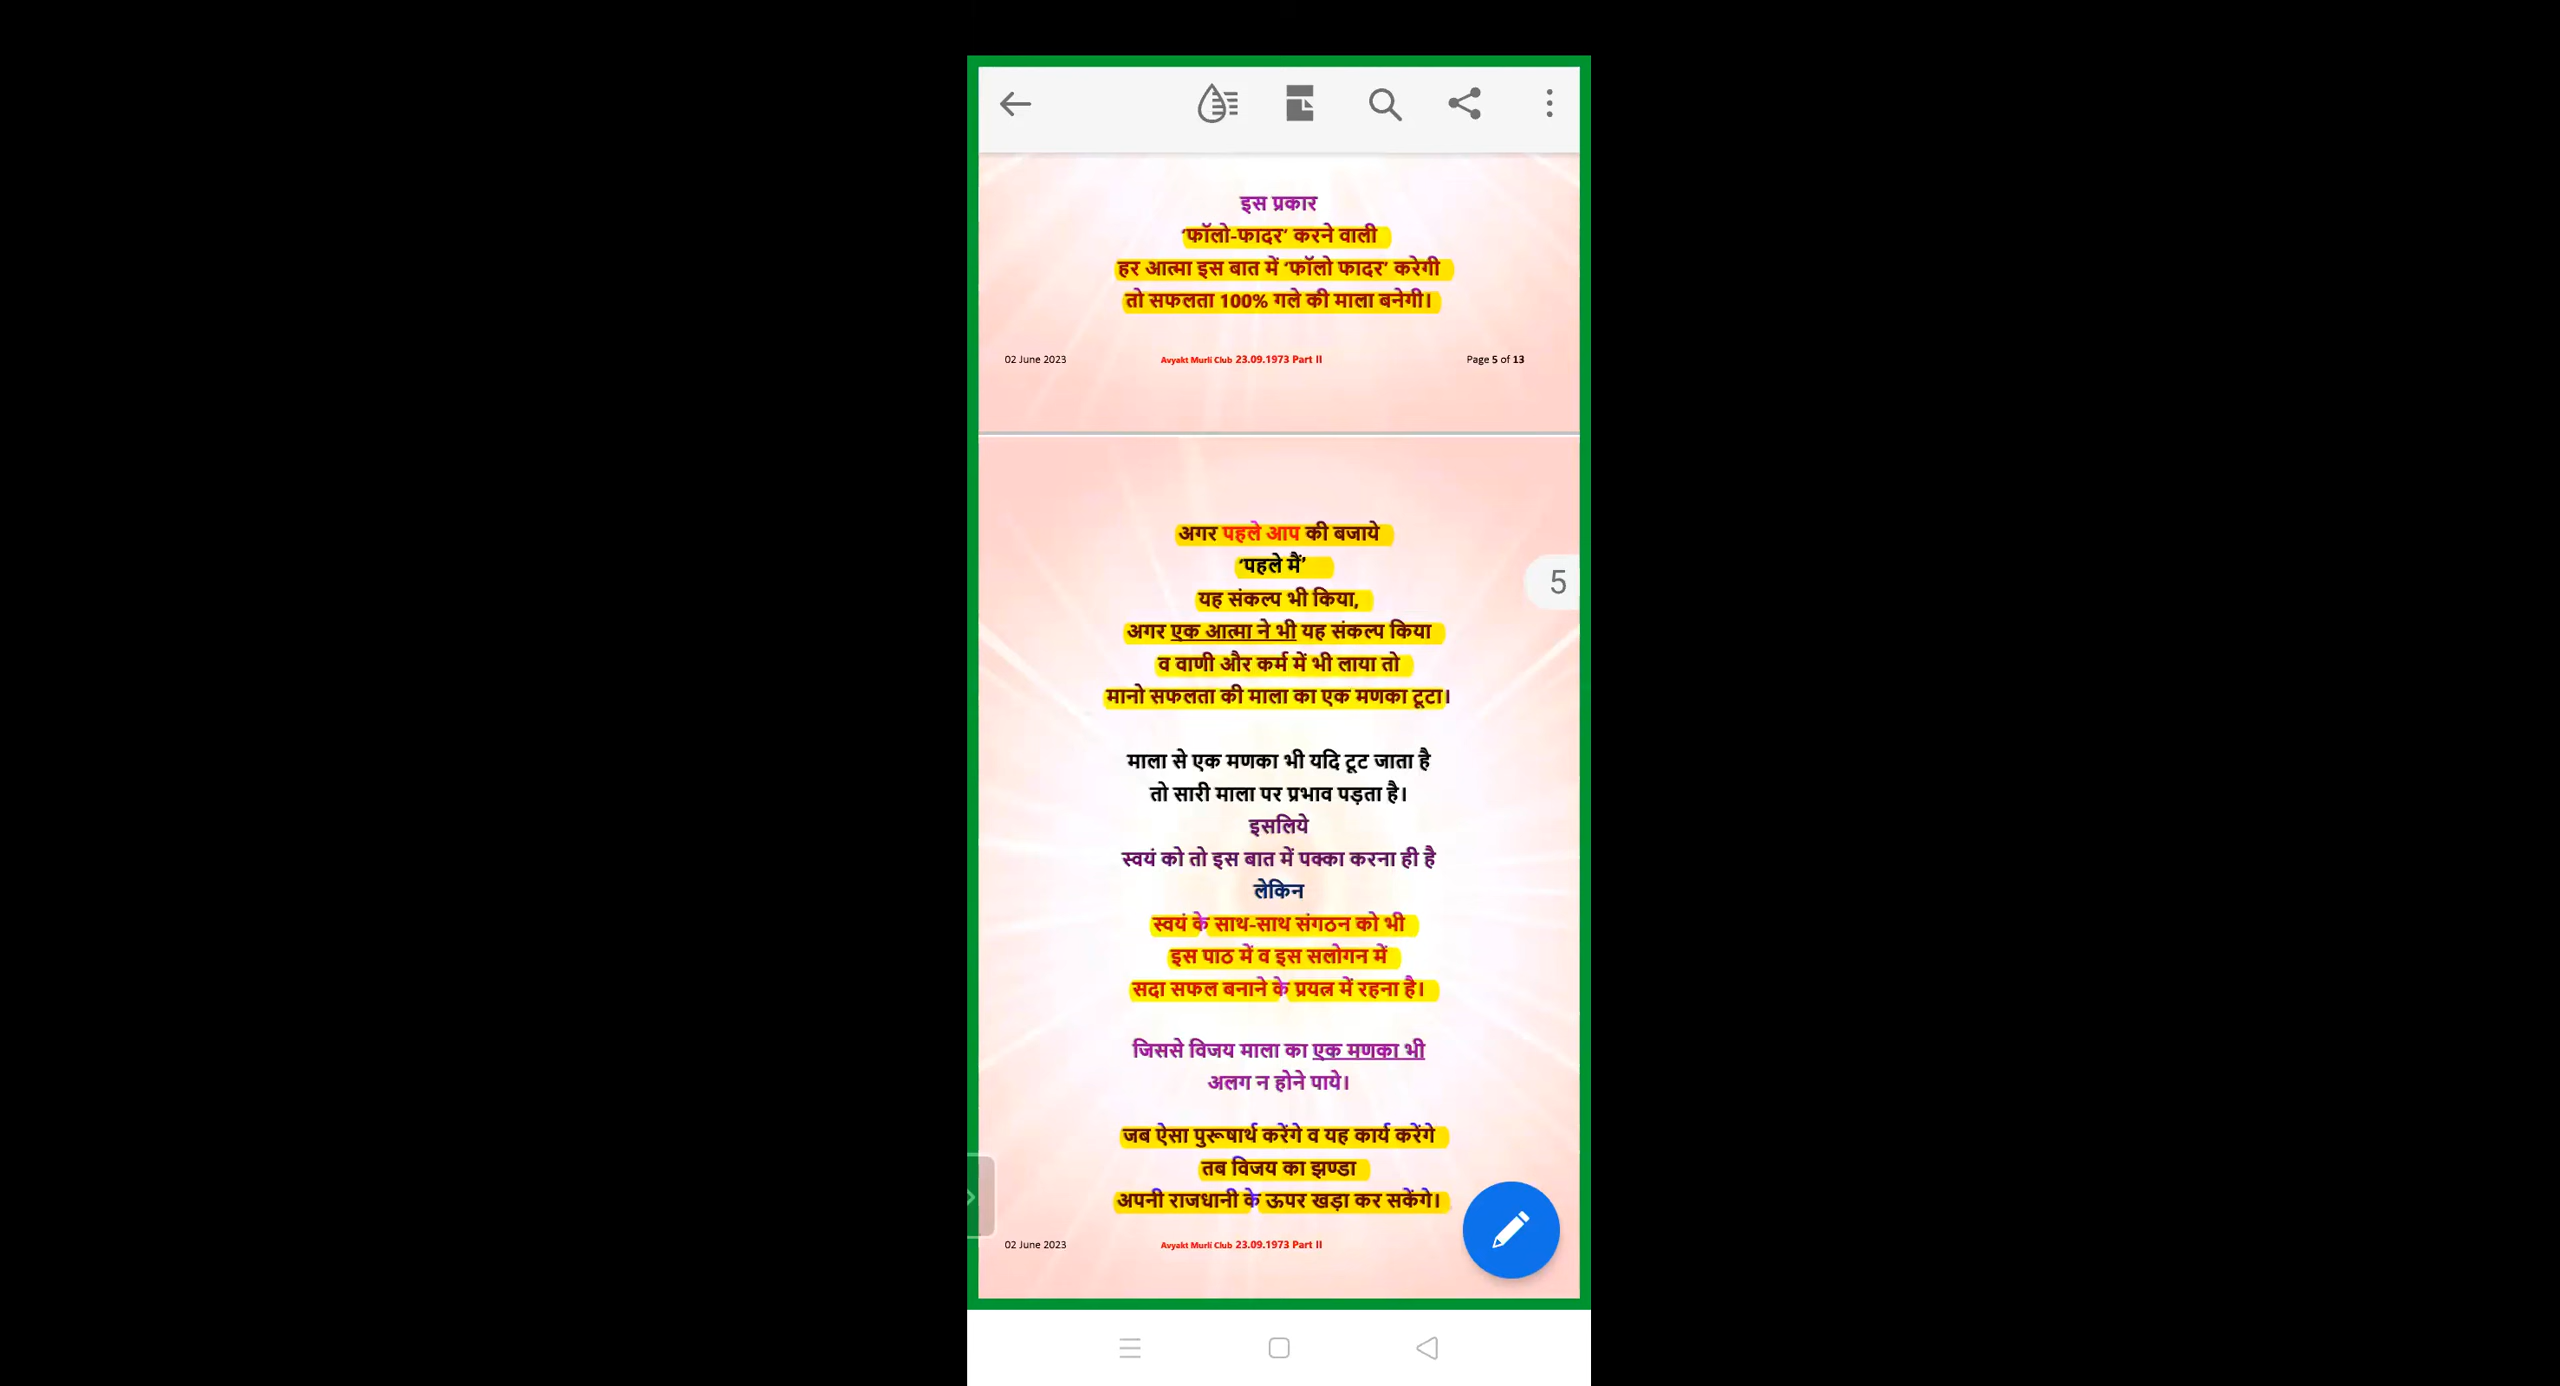 इस प्रकार
‘फॉलो-फादर’ करने वाली
हर आत्मा इस बात में ‘फॉलो फादर’ करेगी
तो सफलता 100% गले की माला बनेगी।
02 June 2023 Avyakt Murli Club 23.09.1973 Part II Page 5 of 13
अगर पहले आप की बजाये
‘पहले मैं’
5
यह संकल्प भी किया,
अगर एक आत्मा ने भी यह संकल्प किया
व वाणी और कर्म में भी लाया तो
मानो सफलता की माला का एक मणका टूटा।
माला से एक मणका भी यदि टूट जाता है
तो सारी माला पर प्रभाव पड़ता है।
इसलिये
स्वयं को तो इस बात में पक्का करना ही है
लेकिन
स्वयं के साथ-साथ संगठन को भी
इस पाठ में व इस सलोगन में
सदा सफल बनाने के प्रयत्न में रहना है।
जिससे विजय माला का एक मणका भी
अलग न होने पाये।
जब ऐसा पुरूषार्थ करेंगे व यह कार्य करेंगे
तब विजय का झण्डा
अपनी राजधानी के ऊपर खड़ा कर सकेंगे।
02 June 2023 Avyakt Murli Club 23.09.1973 Part II